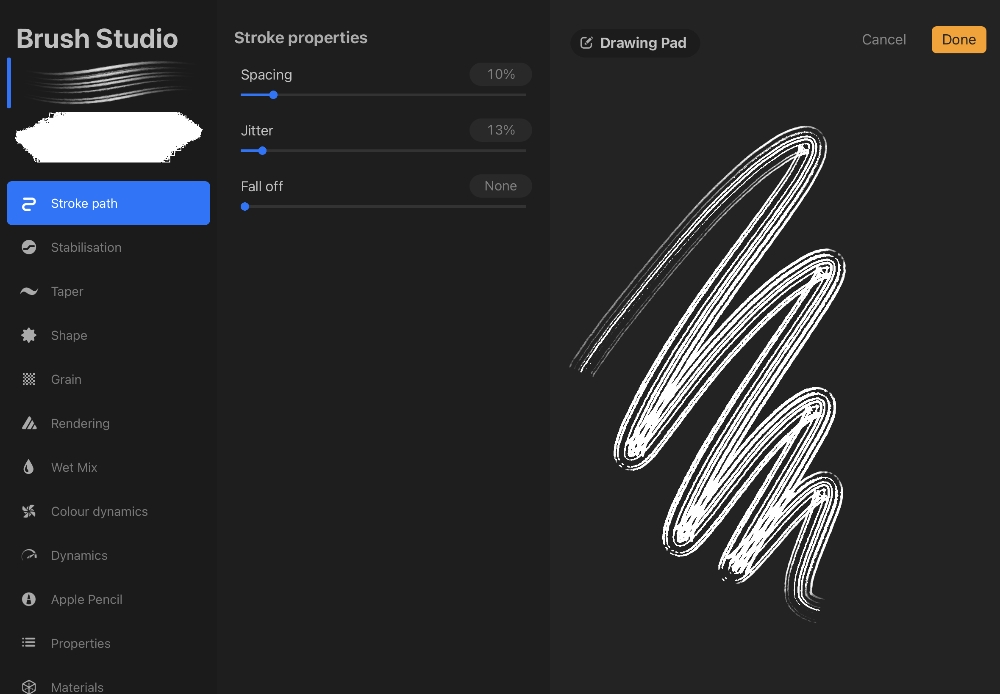 Brush Studio
Stroke path
Stabilisation
Taper
Shape
Grain
Rendering
Wet Mix
Colour dynamics
Dynamics
Apple Pencil
Properties
Materials
Stroke properties
Spacing 10%
Jitter 13%
Fall off None
Drawing Pad
Cancel
Done